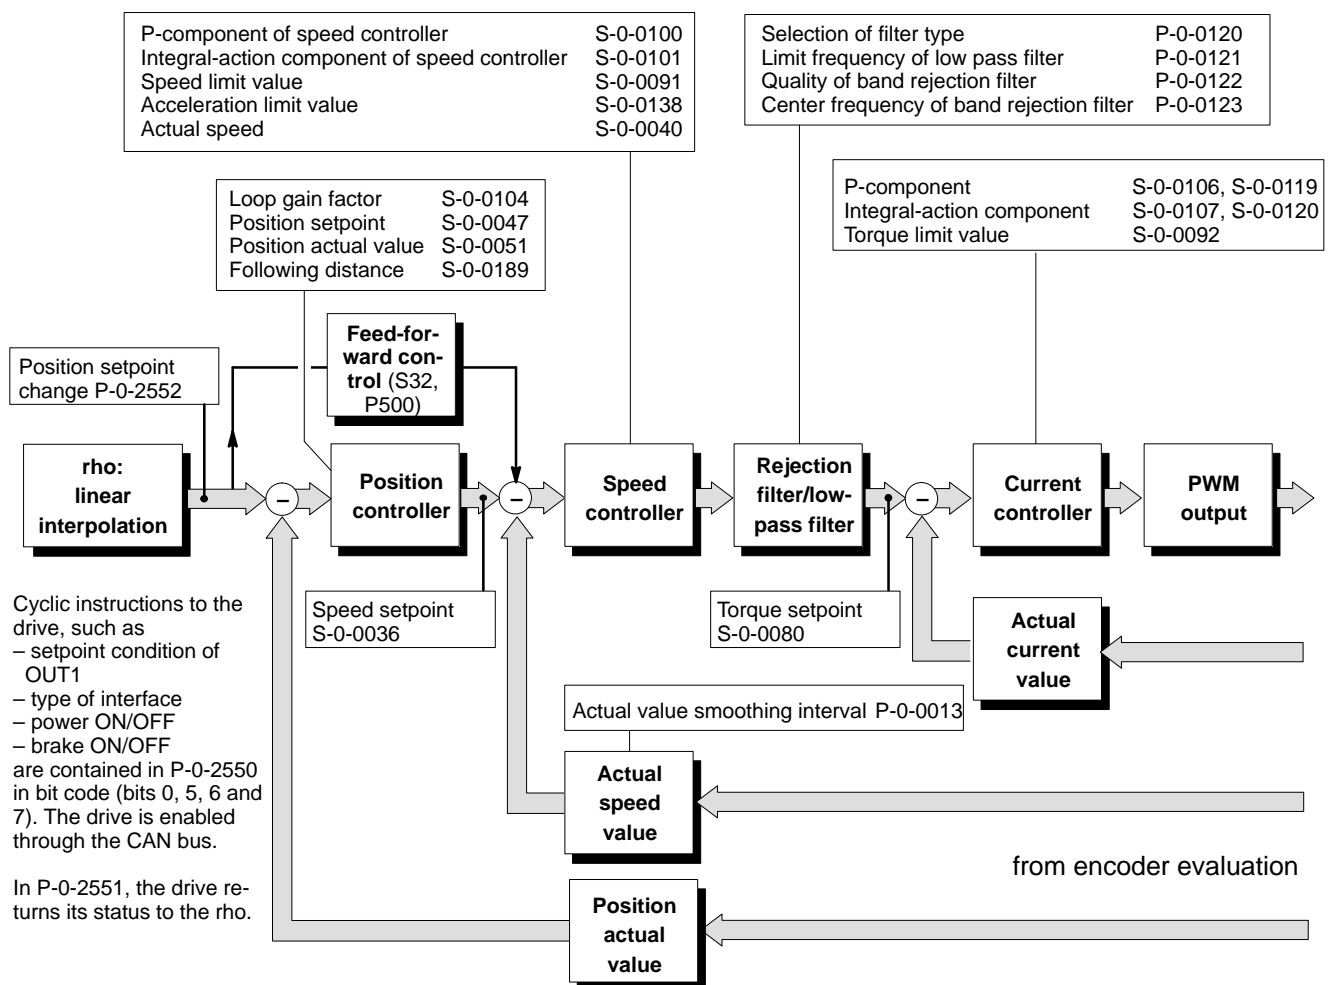 P-component of speed controller S-0-0100
Integral-action component of speed controller S-0-0101
Speed limit value S-0-0091
Acceleration limit value S-0-0138
Actual speed S-0-0040
Selection of filter type P-0-0120
Limit frequency of low pass filter P-0-0121
Quality of band rejection filter P-0-0122
Center frequency of band rejection filter P-0-0123
Loop gain factor S-0-0104
Position setpoint S-0-0047
Position actual value S-0-0051
Following distance S-0-0189
P-component S-0-0106, S-0-0119
Integral-action component S-0-0107, S-0-0120
Torque limit value S-0-0092
Position setpoint
change P-0-2552
Feed-for-
ward con-
trol (S32,
P500)
rho:
linear
interpolation
–
Position
controller
–
Speed
controller
Rejection
filter/low-
pass filter
–
Current
controller
PWM
output
Speed setpoint
S-0-0036
Torque setpoint
S-0-0080
Actual
current
value
Cyclic instructions to the
drive, such as
– setpoint condition of
OUT1
– type of interface
– power ON/OFF
– brake ON/OFF
are contained in P-0-2550
in bit code (bits 0, 5, 6 and
7). The drive is enabled
through the CAN bus.
In P-0-2551, the drive re-
turns its status to the rho.
Actual value smoothing interval P-0-0013
Actual
speed
value
from encoder evaluation
Position
actual
value